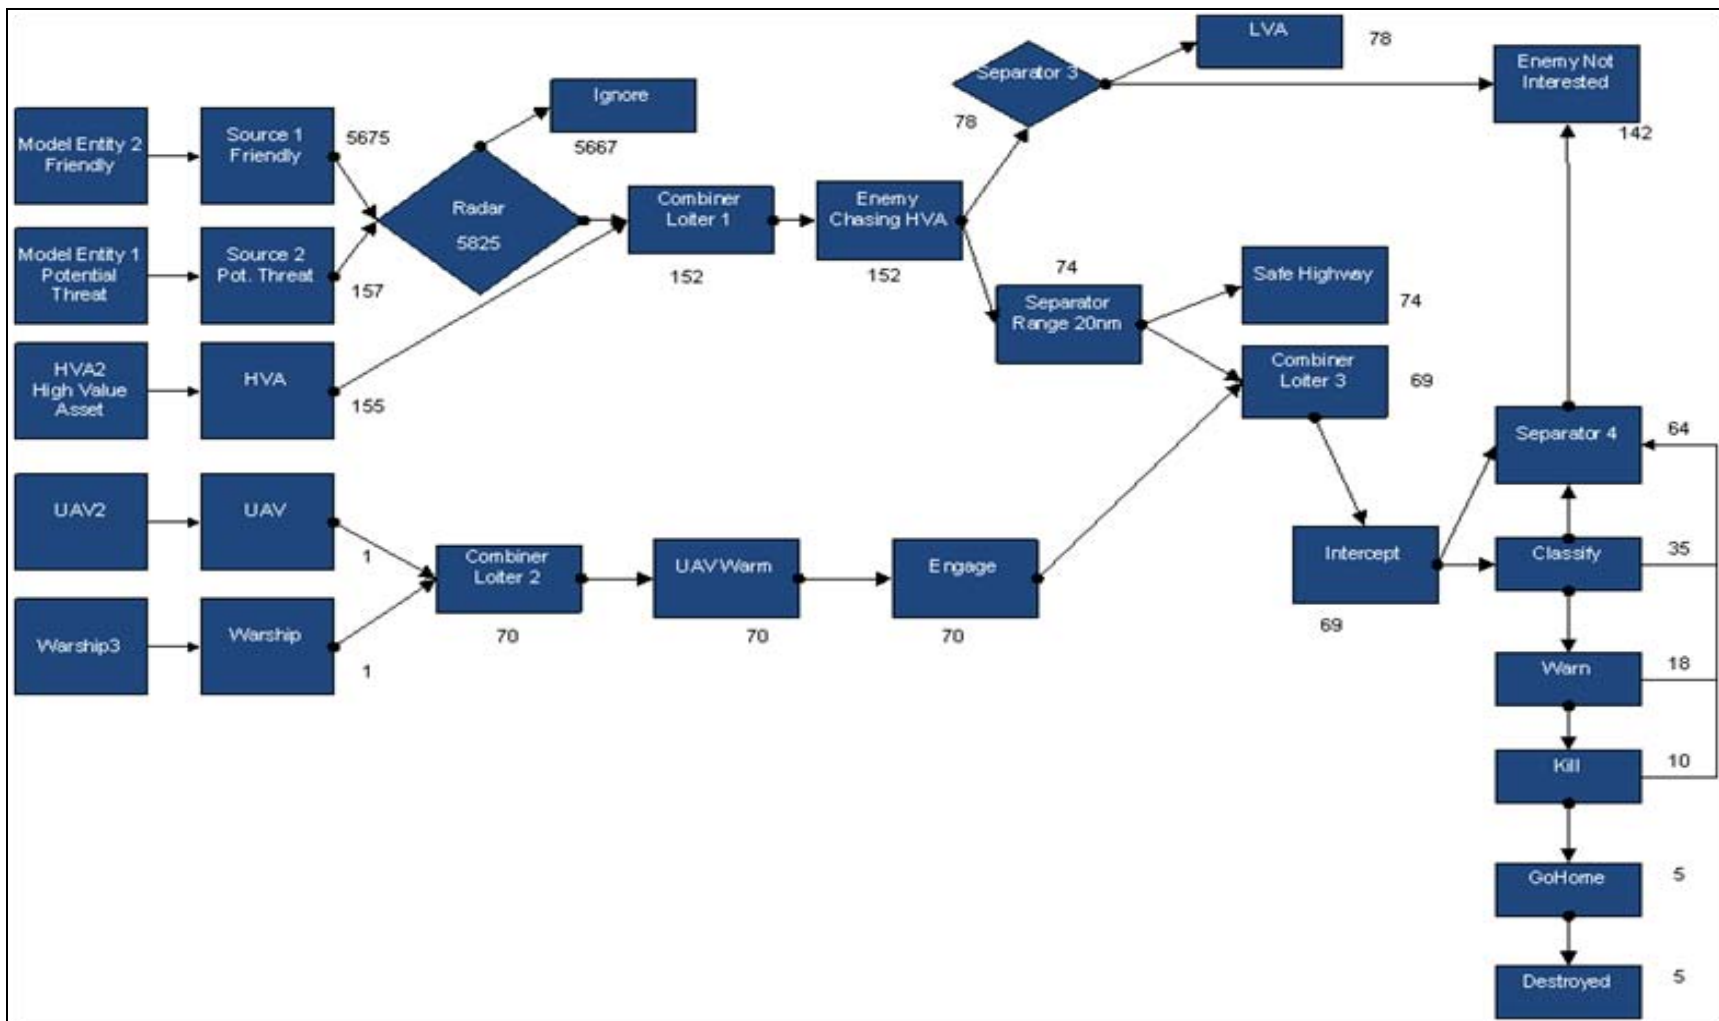 LVA
78
Separator 3
78
Enemy Not
Interested
142
Ignore
5667
Model Entity 2
Friendly
Source 1
Friendly
5675
Radar
5825
Combiner
Loiter 1
152
Enemy
Chasing HVA
152
Model Entity 1
Potential
Threat
Source 2
Pot. Threat
157
74
Separator
Range 20nm
Safe Highway
74
HVA2
High Value
Asset
HVA
155
Combiner
Loiter 3
69
Separator 4
64
UAV2
UAV
1
Combiner
Loiter 2
70
UAV Warm
70
Engage
70
Intercept
69
Classify
35
Warship3
Warship
1
Warn
18
Kill
10
GoHome
5
Destroyed
5